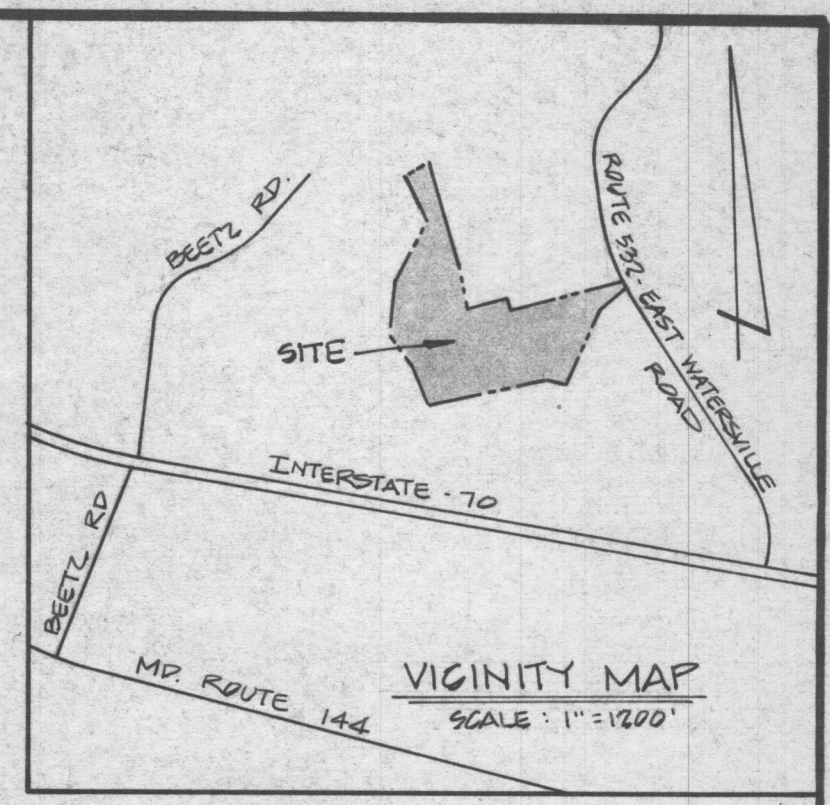 BEETZ RD.
ROUTE 532-EAST WATERSVILLE
ROAD
SITE
INTERSTATE - 70
BEETZ RD
MD. ROUTE 144
VICINITY MAP
SCALE : 1" = 1200'